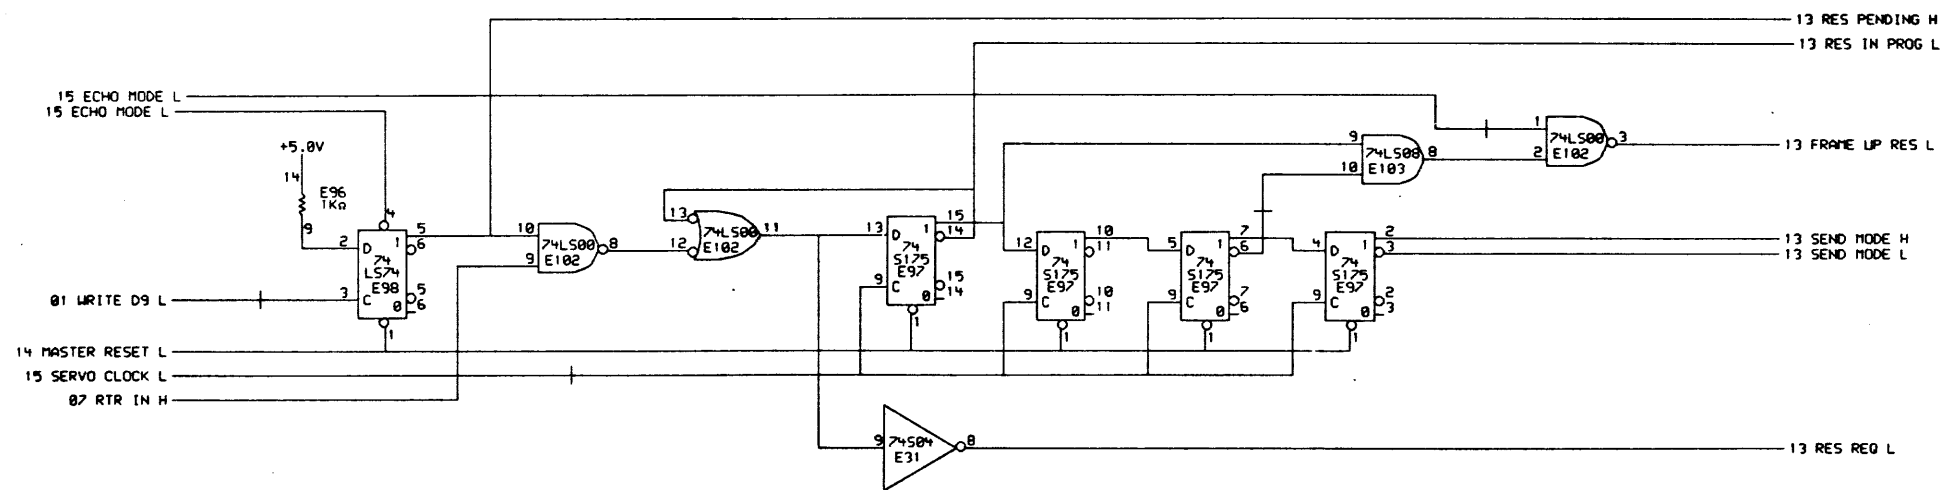 13 RES PENDING H
13 RES IN PROG L
15 ECHO MODE L
15 ECHO MODE L
+5.0V
14
E96
1KΩ
9
4
2 D 1 5
6
74
LS74
E98
3 C 0 5
6
1
10
9
74LS00
E102
8
13
12
74LS00
E102
11
13 D 1 15
14
74
S175
E97
9 C 0 15
14
1
12 D 1 10
11
74
S175
E97
9 C 0 10
11
1
5 D 1 7
6
74
S175
E97
9 C 0 7
6
1
4 D 1 2
3
74
S175
E97
9 C 0 2
3
1
9
10
74LS08
E103
8
1
2
74LS00
E102
3
13 FRAME UP RES L
13 SEND MODE H
13 SEND MODE L
01 WRITE D9 L
14 MASTER RESET L
15 SERVO CLOCK L
07 RTR IN H
9
74S04
E31
8
13 RES REQ L